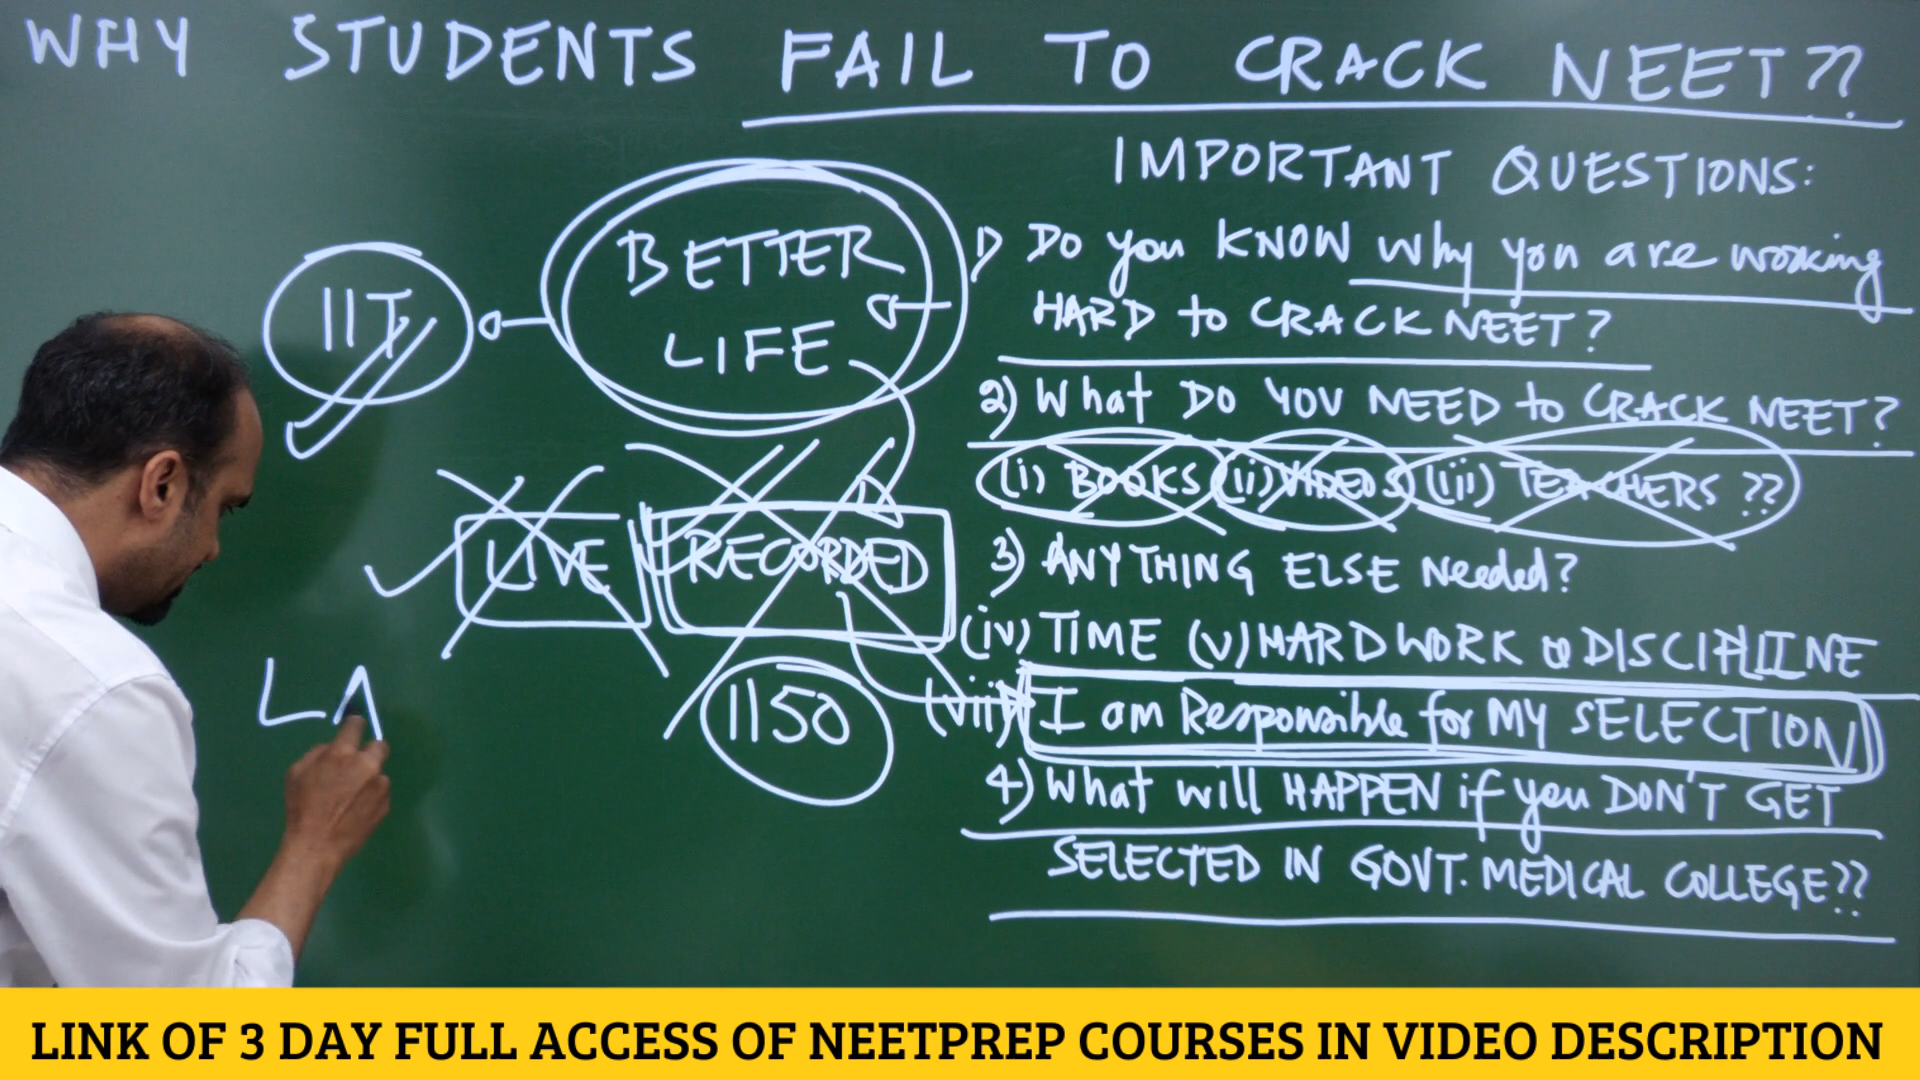 WHY STUDENTS FAIL TO CRACK NEET??
IMPORTANT QUESTIONS:
1) Do you KNOW why you are working
HARD to CRACK NEET?
2) What DO YOU NEED to CRACK NEET?
(i) BOOKS (ii) VIDEOS (iii) TEACHERS ??
3) ANYTHING ELSE Needed?
(iv) TIME (v) HARDWORK & DISCIPLINE
(vii) I am Responsible for MY SELECTION
4) What will HAPPEN if you DON'T GET
SELECTED IN GOVT. MEDICAL COLLEGE??
BETTER
LIFE
IIT
LIVE RECORDED
1150
LA
LINK OF 3 DAY FULL ACCESS OF NEETPREP COURSES IN VIDEO DESCRIPTION